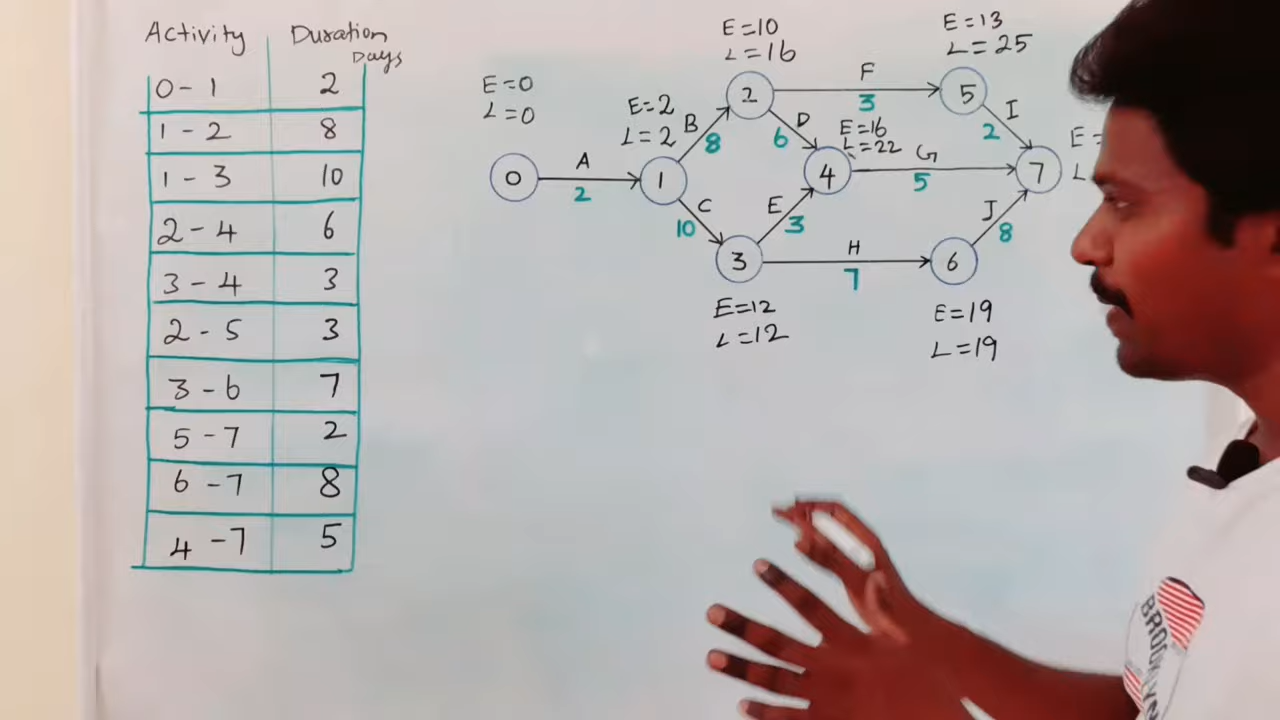 Activity Duration
Days
0 - 1 2
1 - 2 8
1 - 3 10
2 - 4 6
3 - 4 3
2 - 5 3
3 - 6 7
5 - 7 2
6 - 7 8
4 - 7 5
E=0
L=0
0
A
2
E=2
L=2
1
B
8
C
10
E=10
L=16
2
F
3
D
6
E=13
L=25
5
I
2
E=16
L=22
4
G
5
E=
L
7
E
3
3
E=12
L=12
H
7
6
E=19
L=19
J
8
BROOKLYN